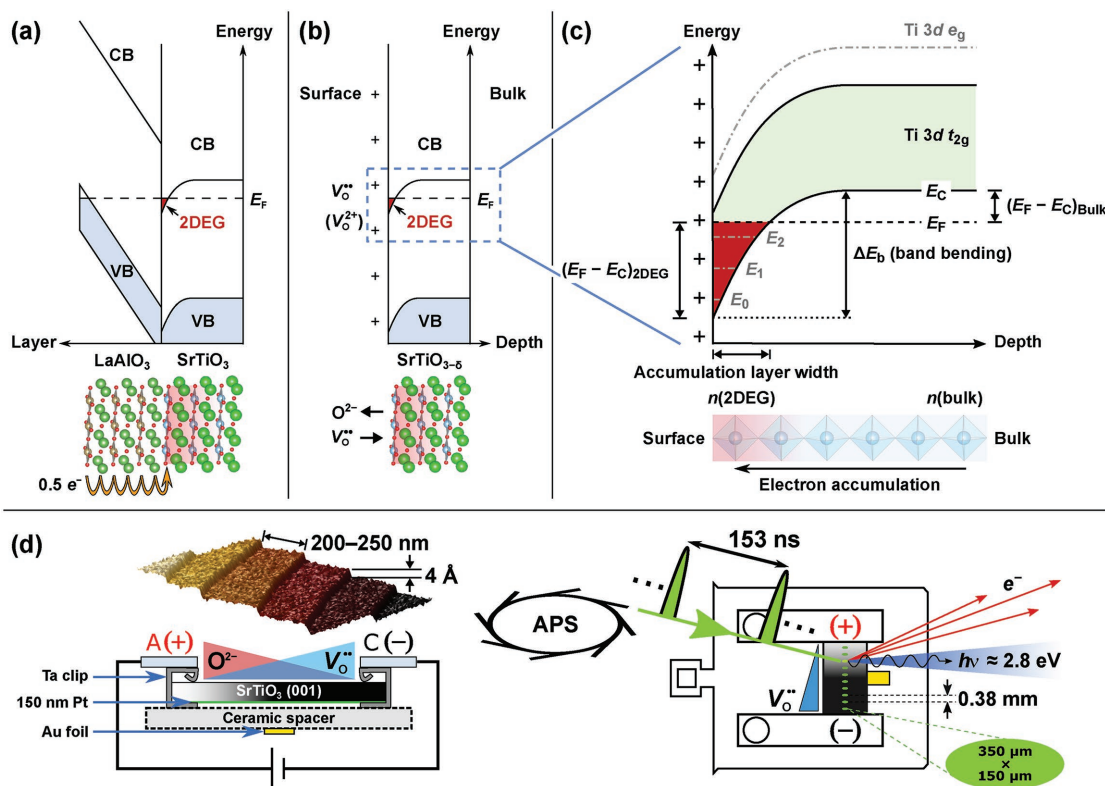 (a)
Energy
CB
CB
E_F
2DEG
VB
VB
Layer
LaAlO₃
SrTiO₃
0.5 e⁻
(b)
Energy
Surface
+
+
+
+
+
+
Bulk
CB
V_O^••
(V_O^2+)
E_F
2DEG
VB
Depth
SrTiO₃₋δ
O²⁻
V_O^••
(c)
Energy
Ti 3d e_g
Ti 3d t_2g
+
+
+
+
+
+
+
E_C
(E_F − E_C)_Bulk
E_F
E₂
E₁
E₀
(E_F − E_C)_2DEG
ΔE_b (band bending)
Depth
Accumulation layer width
n(2DEG)
n(bulk)
Surface
Bulk
Electron accumulation
(d)
200–250 nm
4 Å
A(+)
C(−)
O²⁻
V_O^••
Ta clip
SrTiO₃ (001)
150 nm Pt
Ceramic spacer
Au foil
153 ns
APS
(+)
e⁻
hν ≈ 2.8 eV
V_O^••
0.38 mm
(−)
350 µm
×
150 µm